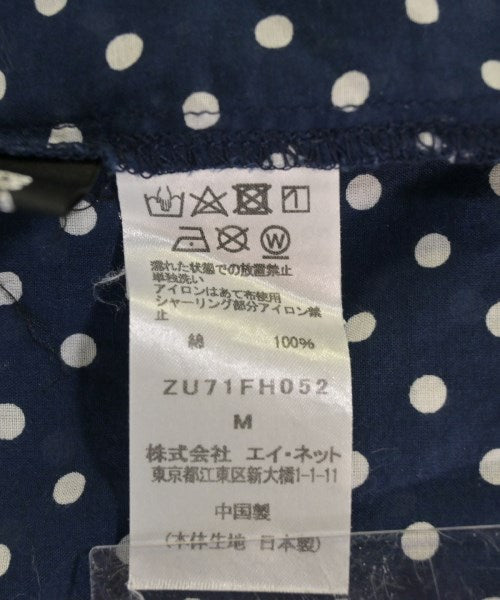 濡れた状態での放置禁止
単独洗い
アイロンはあて布使用
シャーリング部分アイロン禁
止
綿 100%
ZU71FH052
M
株式会社 エイ・ネット
東京都江東区新大橋1-1-11
中国製
(本体生地 日本製)